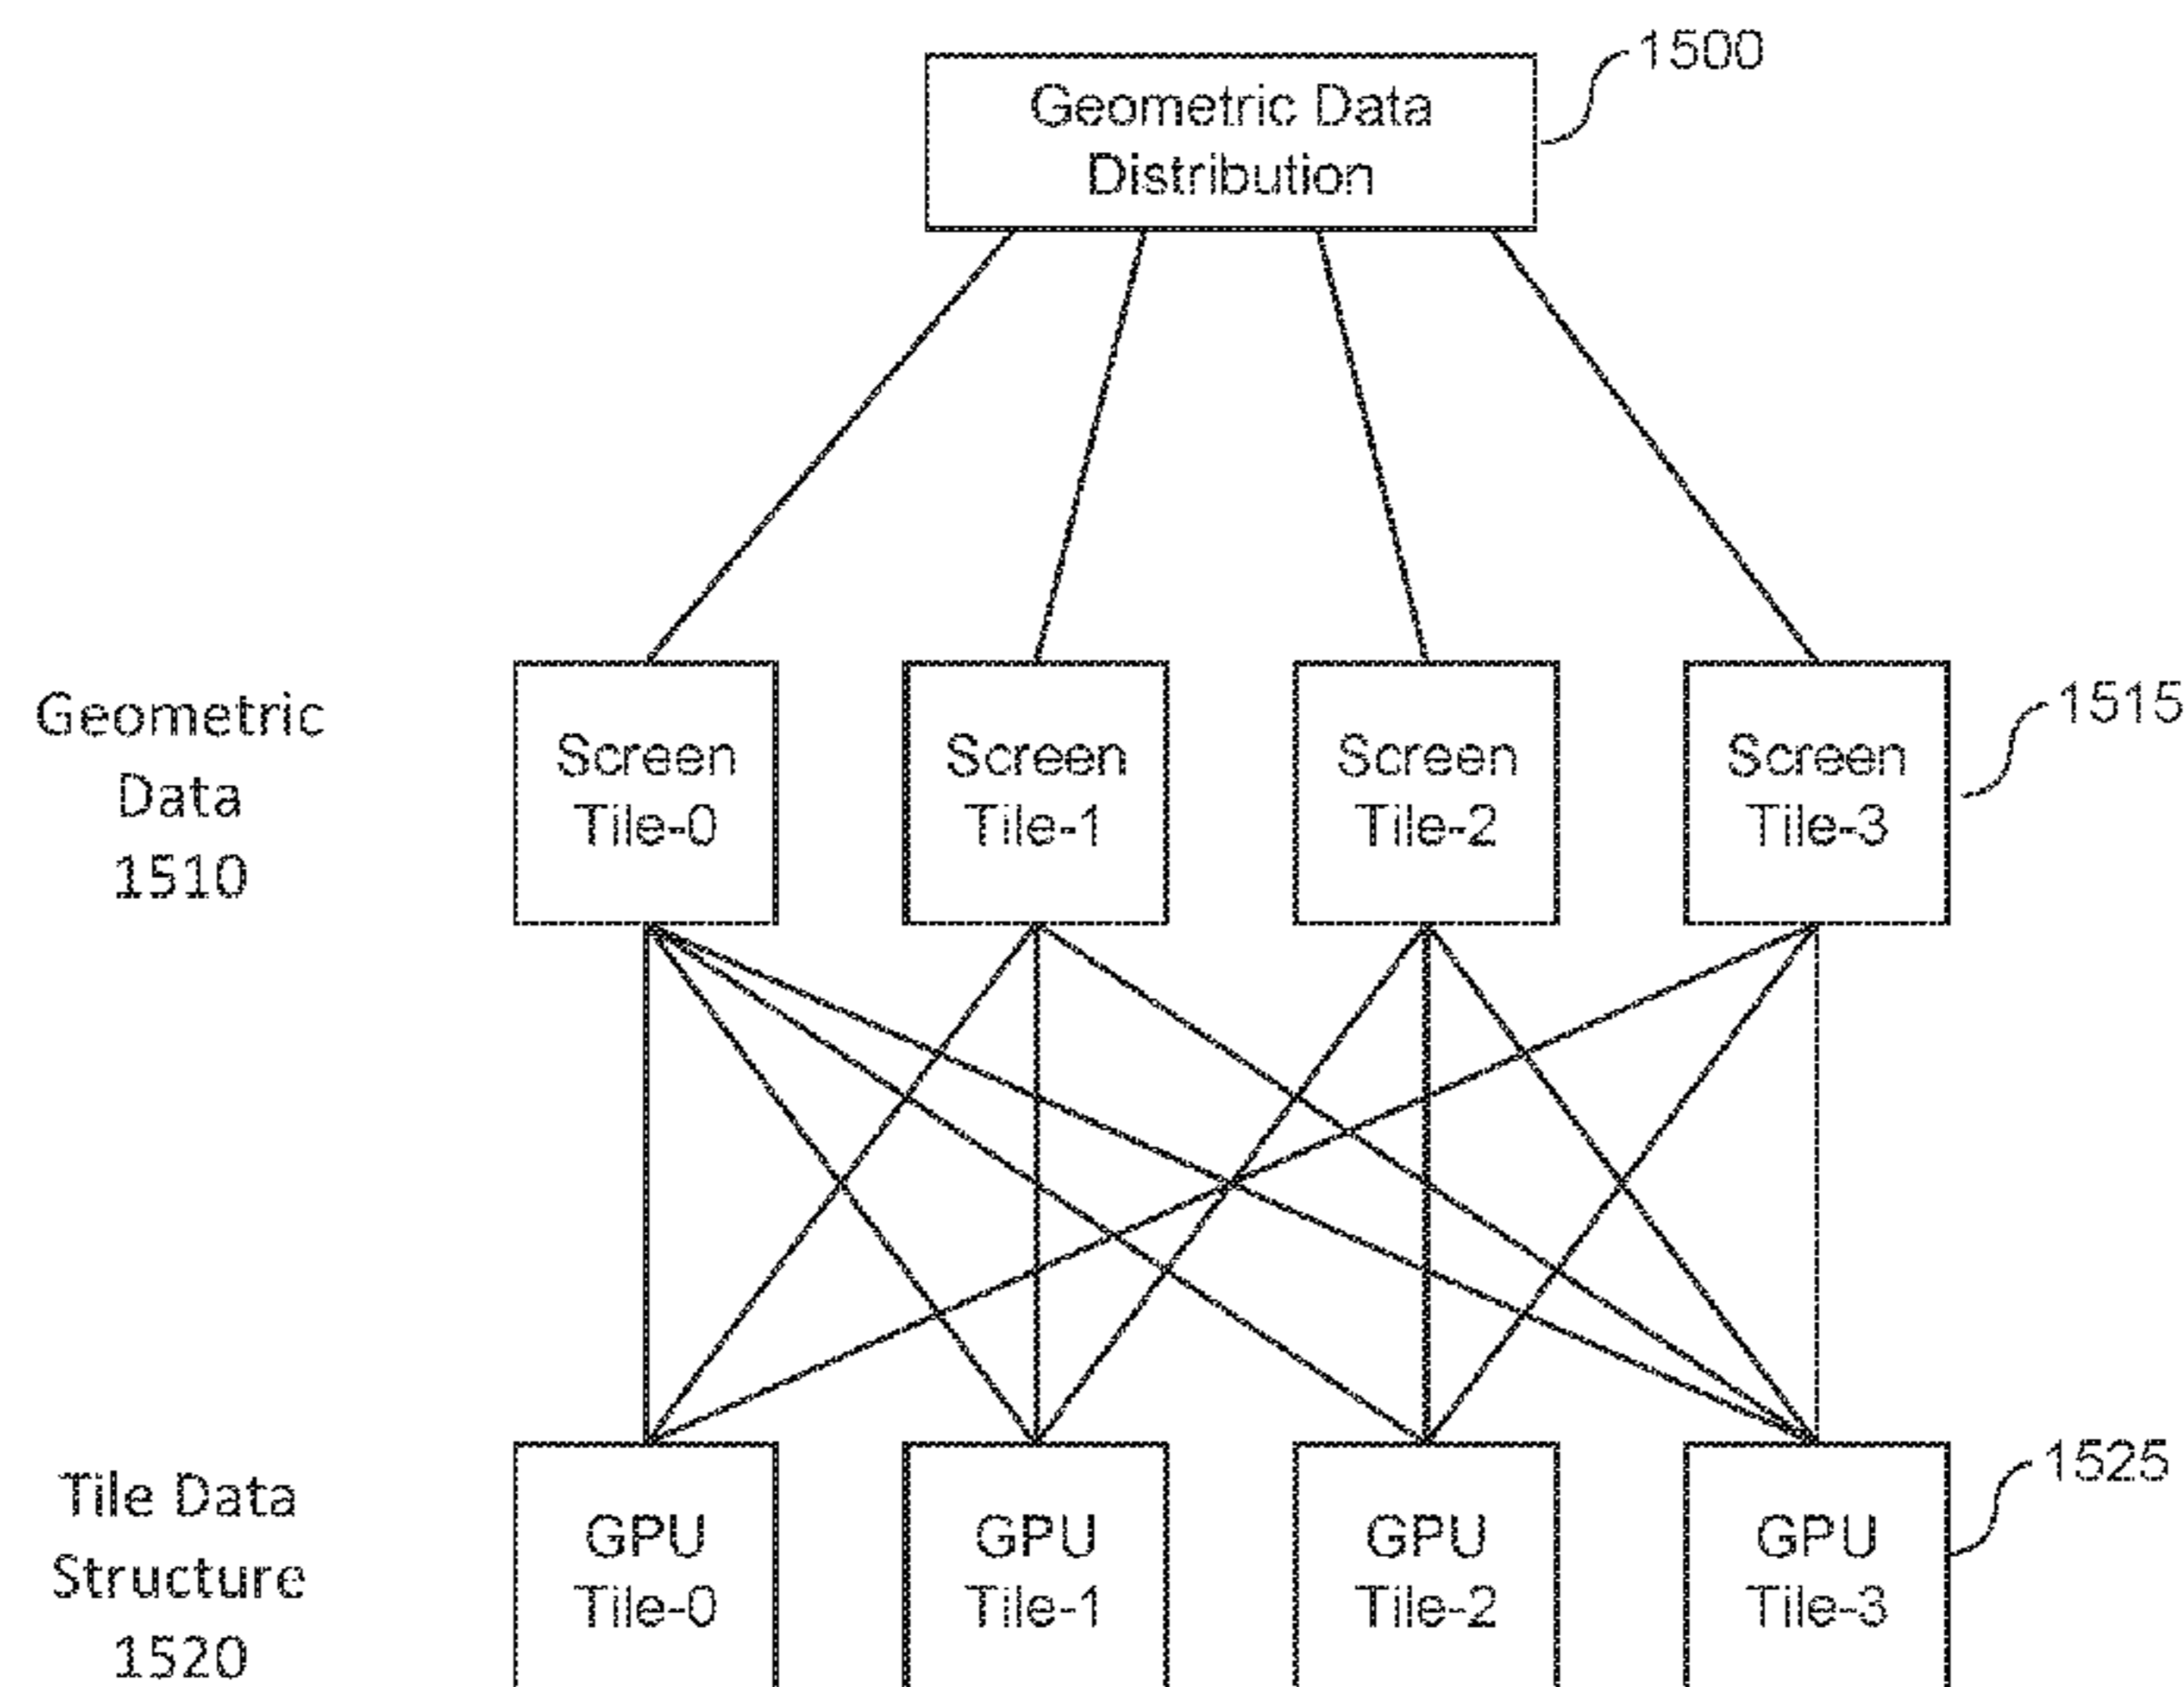 1500
Geometric Data
Distribution
Geometric
Data
1510
Screen
Tile-0
Screen
Tile-1
Screen
Tile-2
Screen
Tile-3
1515
Tile Data
Structure
1520
GPU
Tile-0
GPU
Tile-1
GPU
Tile-2
GPU
Tile-3
1525